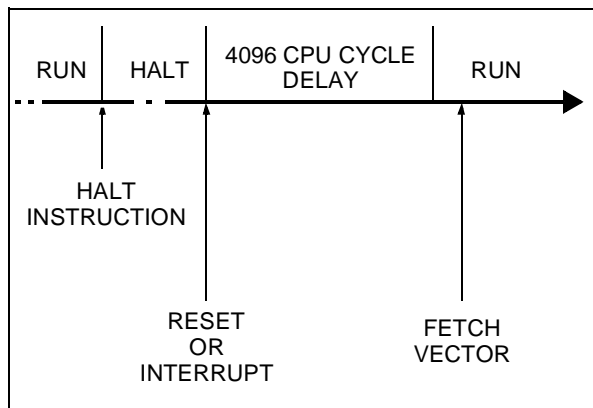 RUN
HALT
4096 CPU CYCLE
DELAY
RUN
HALT
INSTRUCTION
RESET
OR
INTERRUPT
FETCH
VECTOR